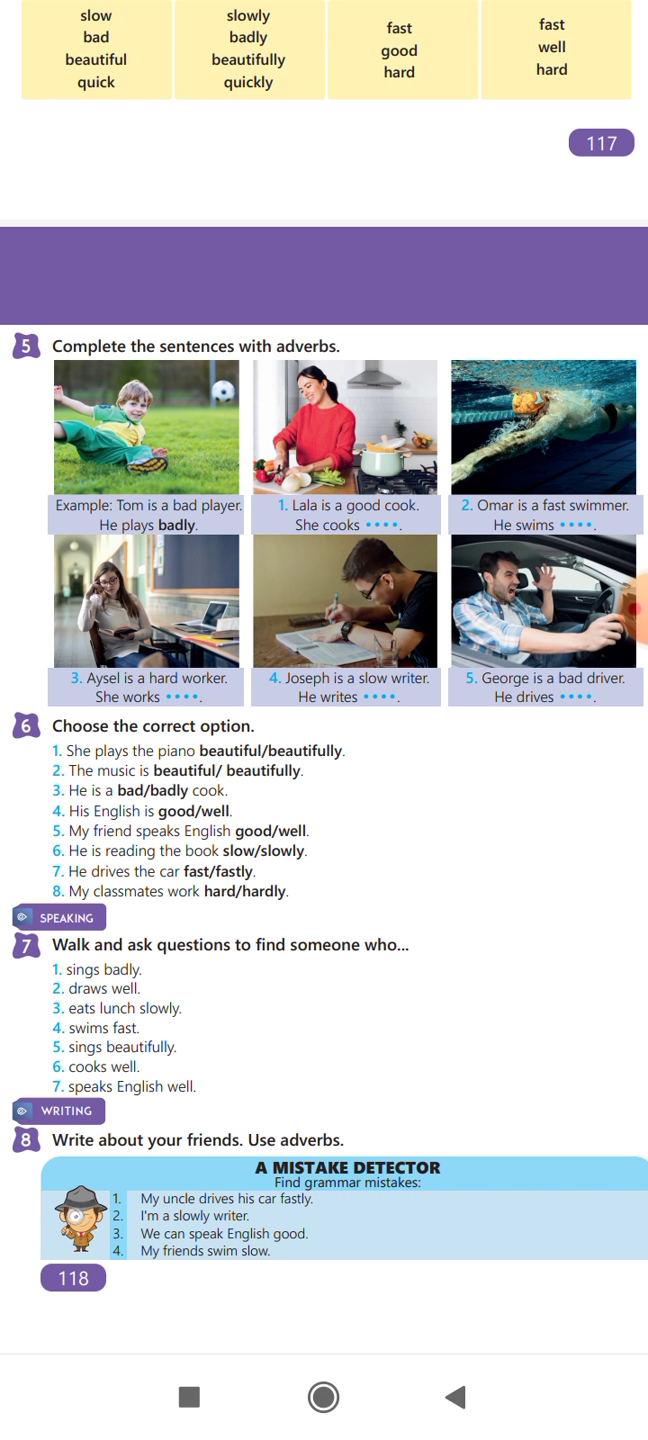 slow
bad
beautiful
quick
slowly
badly
beautifully
quickly
fast
good
hard
fast
well
hard
117
5 Complete the sentences with adverbs.
Example: Tom is a bad player.
He plays badly.
1. Lala is a good cook.
She cooks ••••.
2. Omar is a fast swimmer.
He swims ••••.
3. Aysel is a hard worker.
She works ••••.
4. Joseph is a slow writer.
He writes ••••.
5. George is a bad driver.
He drives ••••.
6 Choose the correct option.
1. She plays the piano beautiful/beautifully.
2. The music is beautiful/ beautifully.
3. He is a bad/badly cook.
4. His English is good/well.
5. My friend speaks English good/well.
6. He is reading the book slow/slowly.
7. He drives the car fast/fastly.
8. My classmates work hard/hardly.
SPEAKING
7 Walk and ask questions to find someone who...
1. sings badly.
2. draws well.
3. eats lunch slowly.
4. swims fast.
5. sings beautifully.
6. cooks well.
7. speaks English well.
WRITING
8 Write about your friends. Use adverbs.
A MISTAKE DETECTOR
Find grammar mistakes:
1. My uncle drives his car fastly.
2. I'm a slowly writer.
3. We can speak English good.
4. My friends swim slow.
118